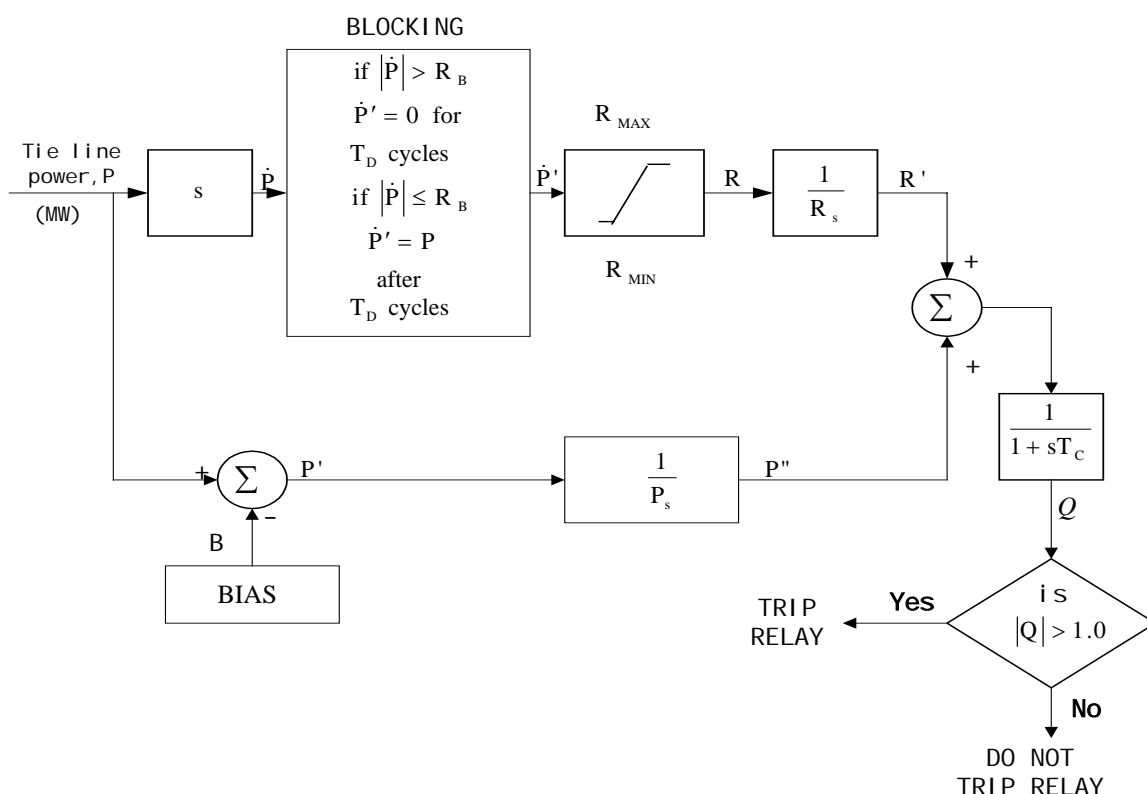 BLOCKING
if |Ṗ| > R_B
Ṗ′ = 0 for
T_D cycles
if |Ṗ| ≤ R_B
Ṗ′ = P
after
T_D cycles
Tie line
power, P
(MW)
s
Ṗ
Ṗ'
R_MAX
R_MIN
R
1
R_s
R'
+
Σ
+
+
Σ
−
P'
1
P_s
P"
B
BIAS
1
1 + sT_C
Q
is
|Q| > 1.0
Yes
TRIP
RELAY
No
DO NOT
TRIP RELAY